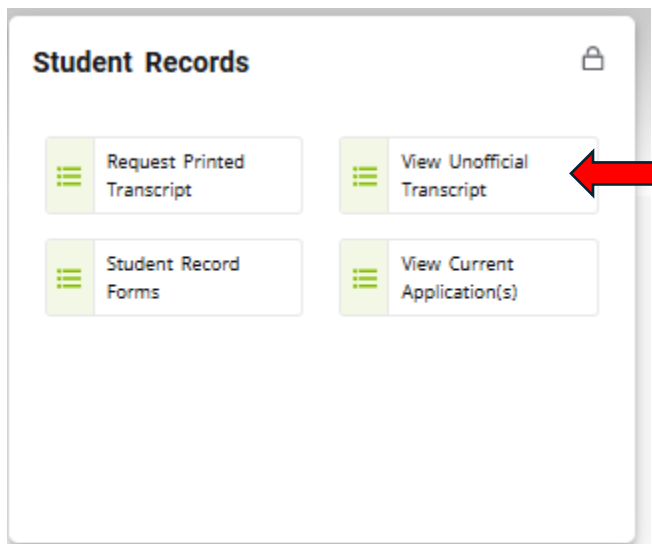 Student Records
Request Printed
Transcript
View Unofficial
Transcript
Student Record
Forms
View Current
Application(s)